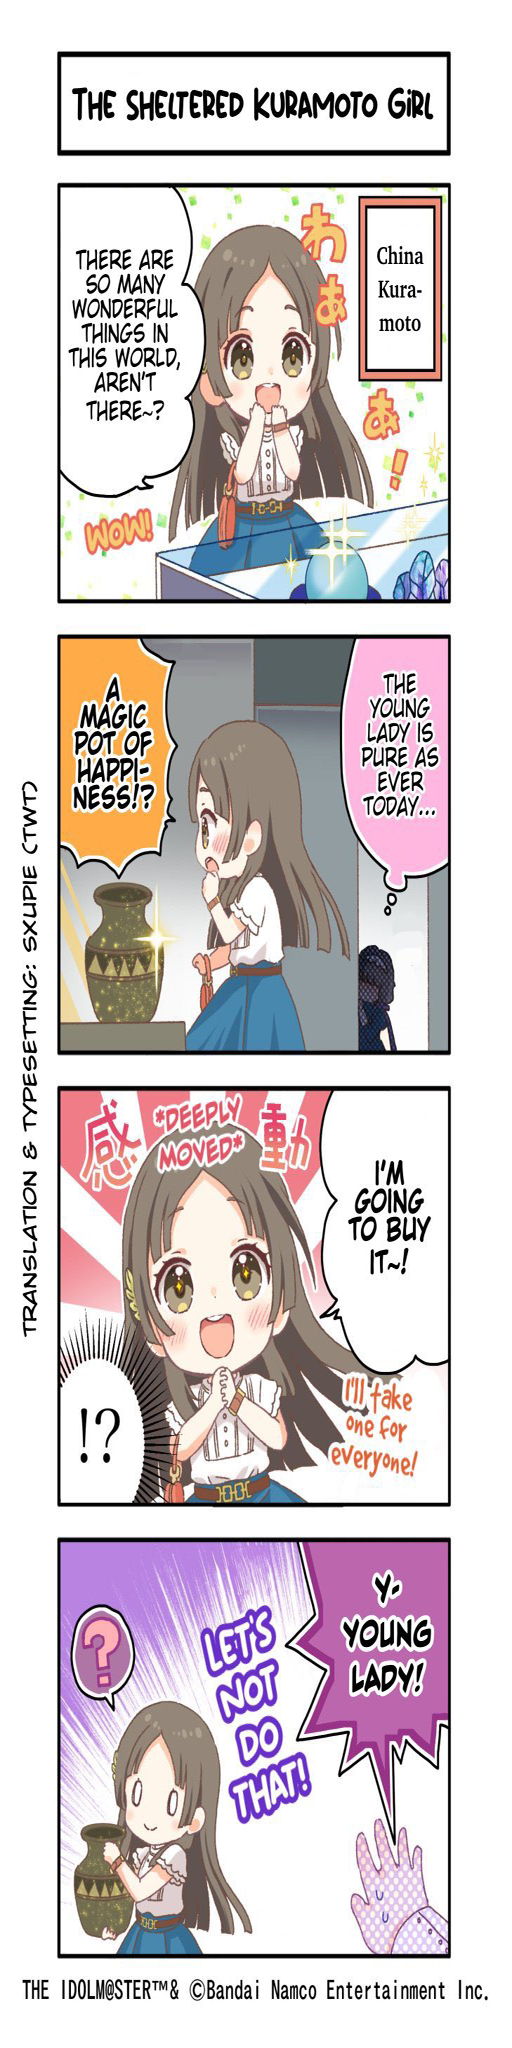 THE SHELTERED KURAMOTO GIRL
China
Kura-
moto
わ
あ
あ
!
THERE ARE
SO MANY
WONDERFUL
THINGS IN
THIS WORLD,
AREN'T
THERE~?
WOW!
THE
YOUNG
LADY IS
PURE AS
EVER
TODAY...
A
MAGIC
POT OF
HAPPI-
NESS!?
TRANSLATION & TYPESETTING: SXUPIE (TWT)
感動
*DEEPLY
MOVED*
I'M
GOING
TO BUY
IT~!
I'll take
one for
everyone!
!?
Y-
YOUNG
LADY!
LET'S
NOT
DO
THAT!
?
THE IDOLM@STER™& ©Bandai Namco Entertainment Inc.